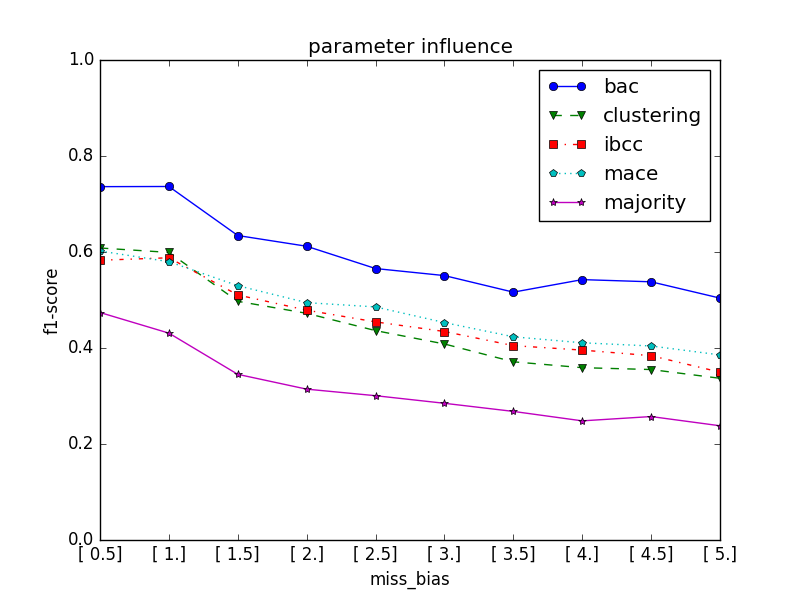 parameter influence
1.0
0.8
0.6
0.4
0.2
0.0
f1-score
bac
clustering
ibcc
mace
majority
[ 0.5] [ 1.] [ 1.5] [ 2.] [ 2.5] [ 3.] [ 3.5] [ 4.] [ 4.5] [ 5.]
miss_bias